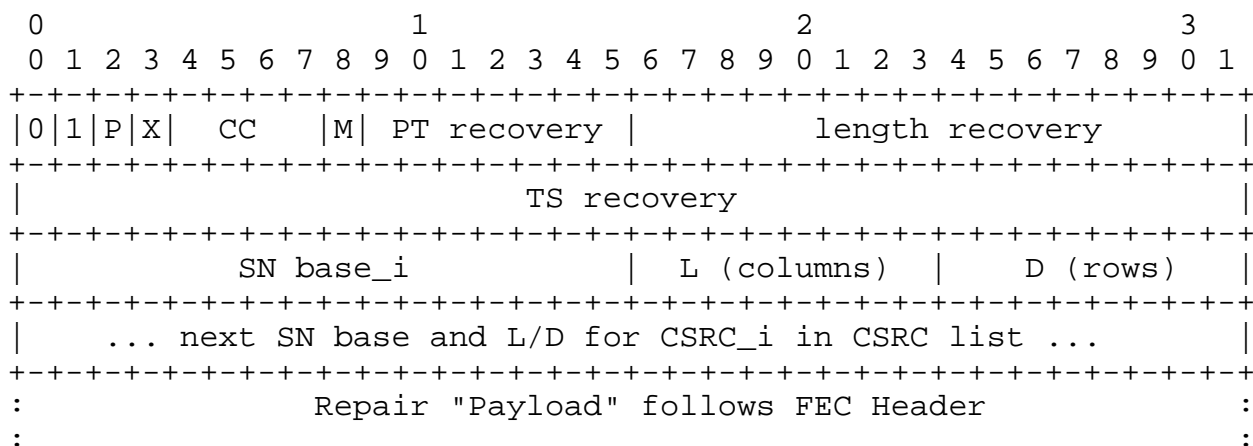 0                   1                   2                   3
 0 1 2 3 4 5 6 7 8 9 0 1 2 3 4 5 6 7 8 9 0 1 2 3 4 5 6 7 8 9 0 1
+-+-+-+-+-+-+-+-+-+-+-+-+-+-+-+-+-+-+-+-+-+-+-+-+-+-+-+-+-+-+-+-+
|0|1|P|X|  CC   |M| PT recovery |         length recovery       |
+-+-+-+-+-+-+-+-+-+-+-+-+-+-+-+-+-+-+-+-+-+-+-+-+-+-+-+-+-+-+-+-+
|                          TS recovery                          |
+-+-+-+-+-+-+-+-+-+-+-+-+-+-+-+-+-+-+-+-+-+-+-+-+-+-+-+-+-+-+-+-+
|           SN base_i           |  L (columns)  |    D (rows)   |
+-+-+-+-+-+-+-+-+-+-+-+-+-+-+-+-+-+-+-+-+-+-+-+-+-+-+-+-+-+-+-+-+
|    ... next SN base and L/D for CSRC_i in CSRC list ...       |
+-+-+-+-+-+-+-+-+-+-+-+-+-+-+-+-+-+-+-+-+-+-+-+-+-+-+-+-+-+-+-+-+
:               Repair "Payload" follows FEC Header             :
:                                                               :